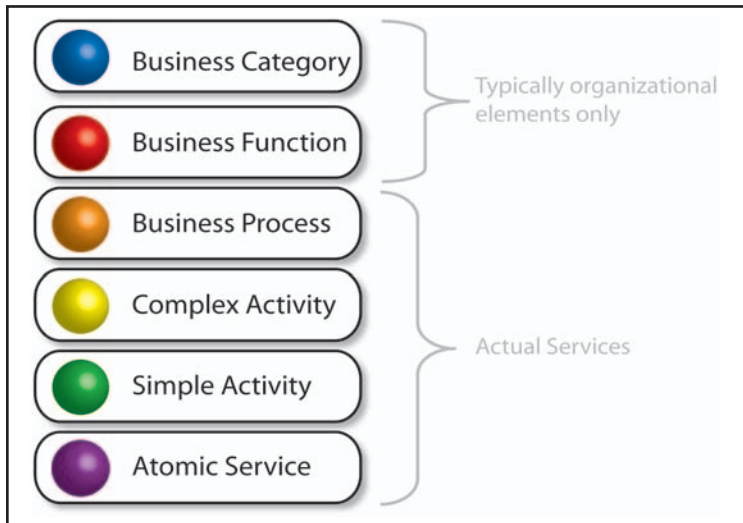 Business Category
Business Function
Business Process
Complex Activity
Simple Activity
Atomic Service
Typically organizational
elements only
Actual Services